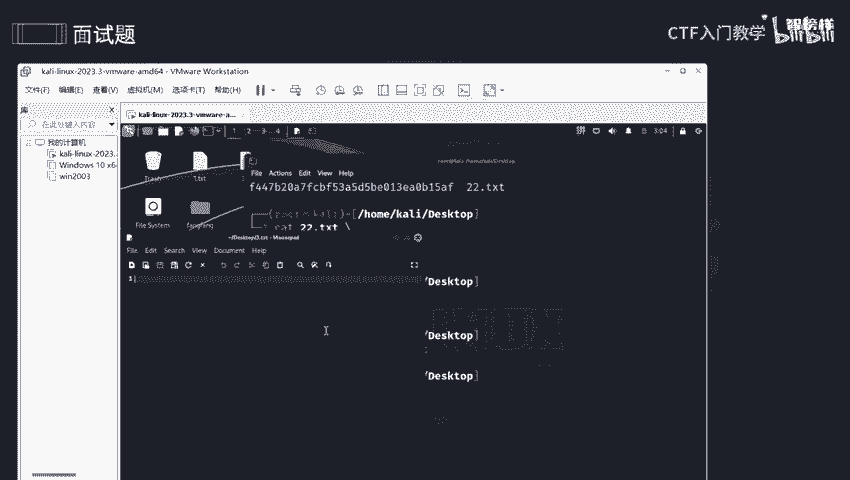 面试题
CTF入门教学
bilibili
kali-linux-2023.3-vmware-amd64 - VMware Workstation
文件(F) 编辑(E) 查看(V) 虚拟机(M) 选项卡(T) 帮助(H)
库
在此处键入内容
我的计算机
kali-linux-2023.
Windows 10 x6
win2003
kali-linux-2023.3-vmware-a...
1 2 3 4
3:04
Trash
1.txt
File System
File Actions Edit View Help
f447b20a7fcbf53a5d5be013ea0b15af 22.txt
[/home/kali/Desktop]
cat 22.txt \
~/Desktop/3.txt - Mousepad
File Edit Search View Document Help
1
/Desktop]
/Desktop]
/Desktop]